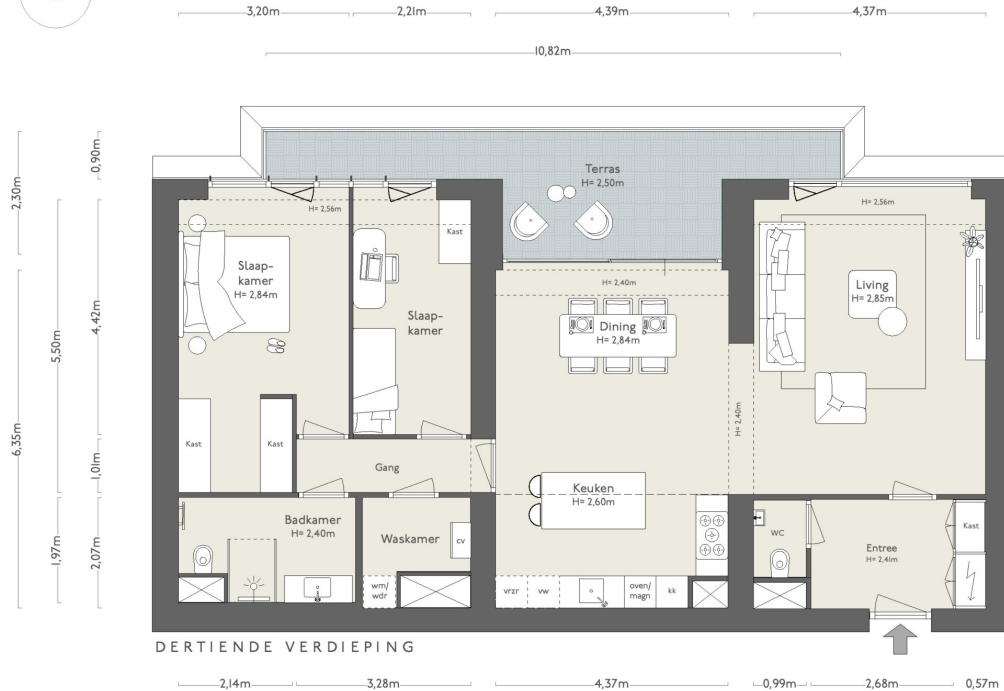 3,20m 2,21m 4,39m 4,37m
10,82m
0,90m
2,30m
Terras
H= 2,50m
H= 2,56m
H= 2,56m
Kast
Slaap-
kamer
H= 2,84m
H= 2,40m
Living
H= 2,85m
Slaap-
kamer
Dining
H= 2,84m
4,42m
5,50m
6,35m
H= 2,40m
Kast
Kast
Gang
1,01m
Keuken
H= 2,60m
Badkamer
H= 2,40m
Waskamer
cv
WC
Entree
H= 2,41m
Kast
1,97m
2,07m
wm/
wdr
vrzr
vw
oven/
magn
kk
DERTIENDE VERDIEPING
2,14m 3,28m 4,37m 0,99m 2,68m 0,57m